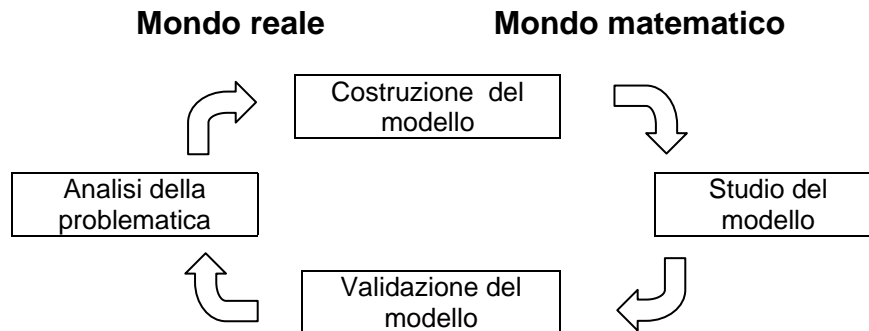 Mondo reale
Mondo matematico
Costruzione del
modello
Analisi della
problematica
Studio del
modello
Validazione del
modello